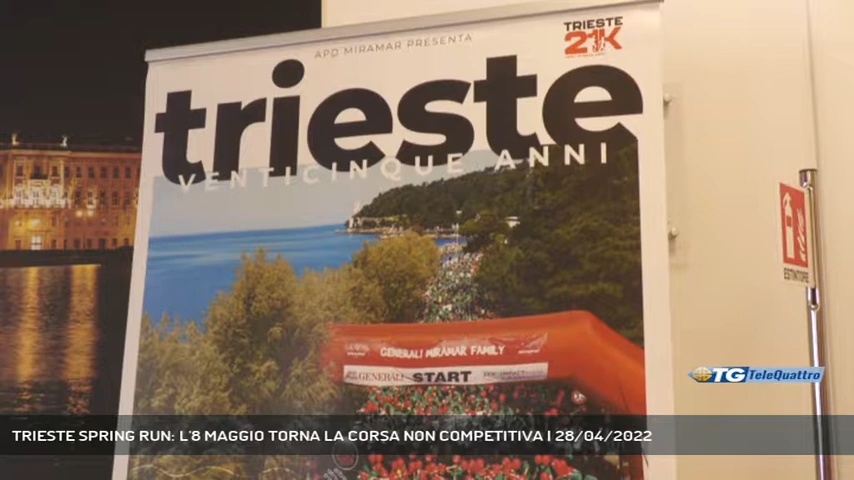 APD MIRAMAR PRESENTA
TRIESTE
21K
trieste
VENTICINQUE ANNI
GENERALI MIRAMAR FAMILY
GENERALI START
ESTINTORE
TG TeleQuattro
TRIESTE SPRING RUN: L'8 MAGGIO TORNA LA CORSA NON COMPETITIVA | 28/04/2022